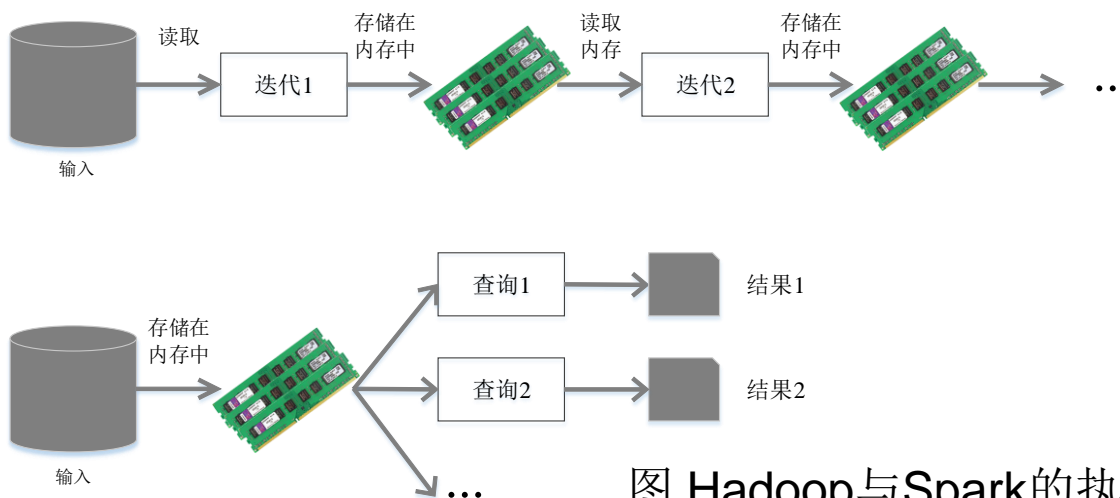 读取
存储在
内存中
读取
内存
存储在
内存中
迭代1
迭代2
..
输入
查询1
结果1
存储在
内存中
查询2
结果2
输入
...
图 Hadoop与Spark的执